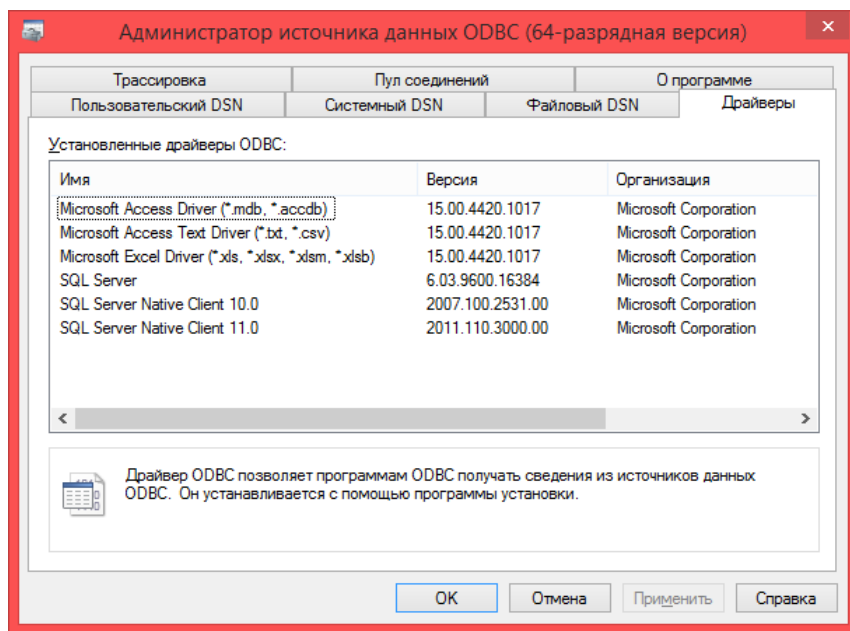 Администратор источника данных ODBC (64-разрядная версия)
Трассировка Пул соединений О программе
Пользовательский DSN Системный DSN Файловый DSN Драйверы
Установленные драйверы ODBC:
Имя Версия Организация
Microsoft Access Driver (*.mdb, *.accdb) 15.00.4420.1017 Microsoft Corporation
Microsoft Access Text Driver (*.txt, *.csv) 15.00.4420.1017 Microsoft Corporation
Microsoft Excel Driver (*.xls, *.xlsx, *.xlsm, *.xlsb) 15.00.4420.1017 Microsoft Corporation
SQL Server 6.03.9600.16384 Microsoft Corporation
SQL Server Native Client 10.0 2007.100.2531.00 Microsoft Corporation
SQL Server Native Client 11.0 2011.110.3000.00 Microsoft Corporation
Драйвер ODBC позволяет программам ODBC получать сведения из источников данных
ODBC. Он устанавливается с помощью программы установки.
OK Отмена Применить Справка